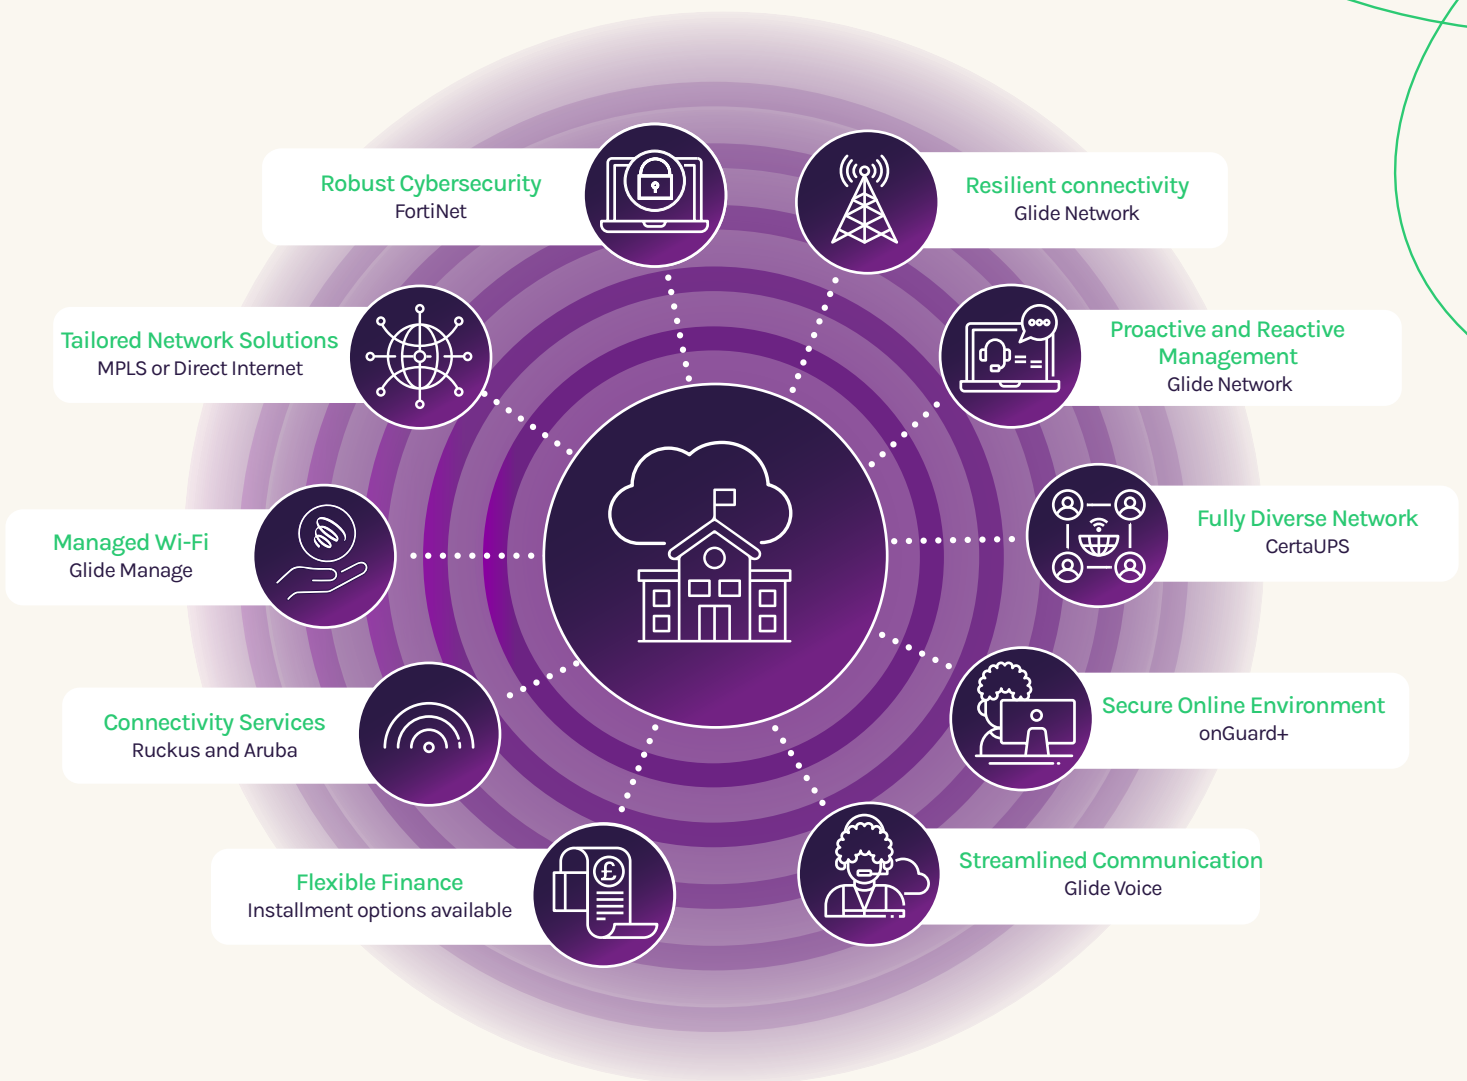 Robust Cybersecurity
FortiNet
Resilient connectivity
Glide Network
Tailored Network Solutions
MPLS or Direct Internet
Proactive and Reactive
Management
Glide Network
Managed Wi-Fi
Glide Manage
Fully Diverse Network
CertaUPS
Connectivity Services
Ruckus and Aruba
Secure Online Environment
onGuard+
Flexible Finance
Installment options available
£
Streamlined Communication
Glide Voice